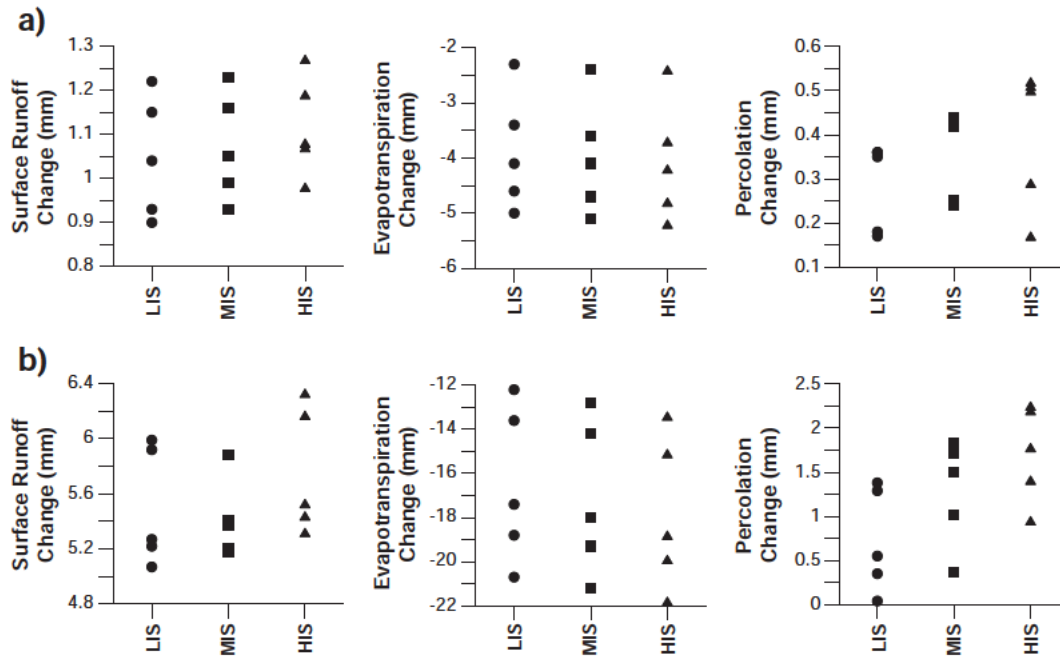 a)
Surface Runoff
Change (mm)
1.3
1.2
1.1
1
0.9
0.8
LIS
MIS
HIS
Evapotranspiration
Change (mm)
-2
-3
-4
-5
-6
LIS
MIS
HIS
Percolation
Change (mm)
0.6
0.5
0.4
0.3
0.2
0.1
LIS
MIS
HIS
b)
Surface Runoff
Change (mm)
6.4
6
5.6
5.2
4.8
LIS
MIS
HIS
Evapotranspiration
Change (mm)
-12
-14
-16
-18
-20
-22
LIS
MIS
HIS
Percolation
Change (mm)
2.5
2
1.5
1
0.5
0
LIS
MIS
HIS